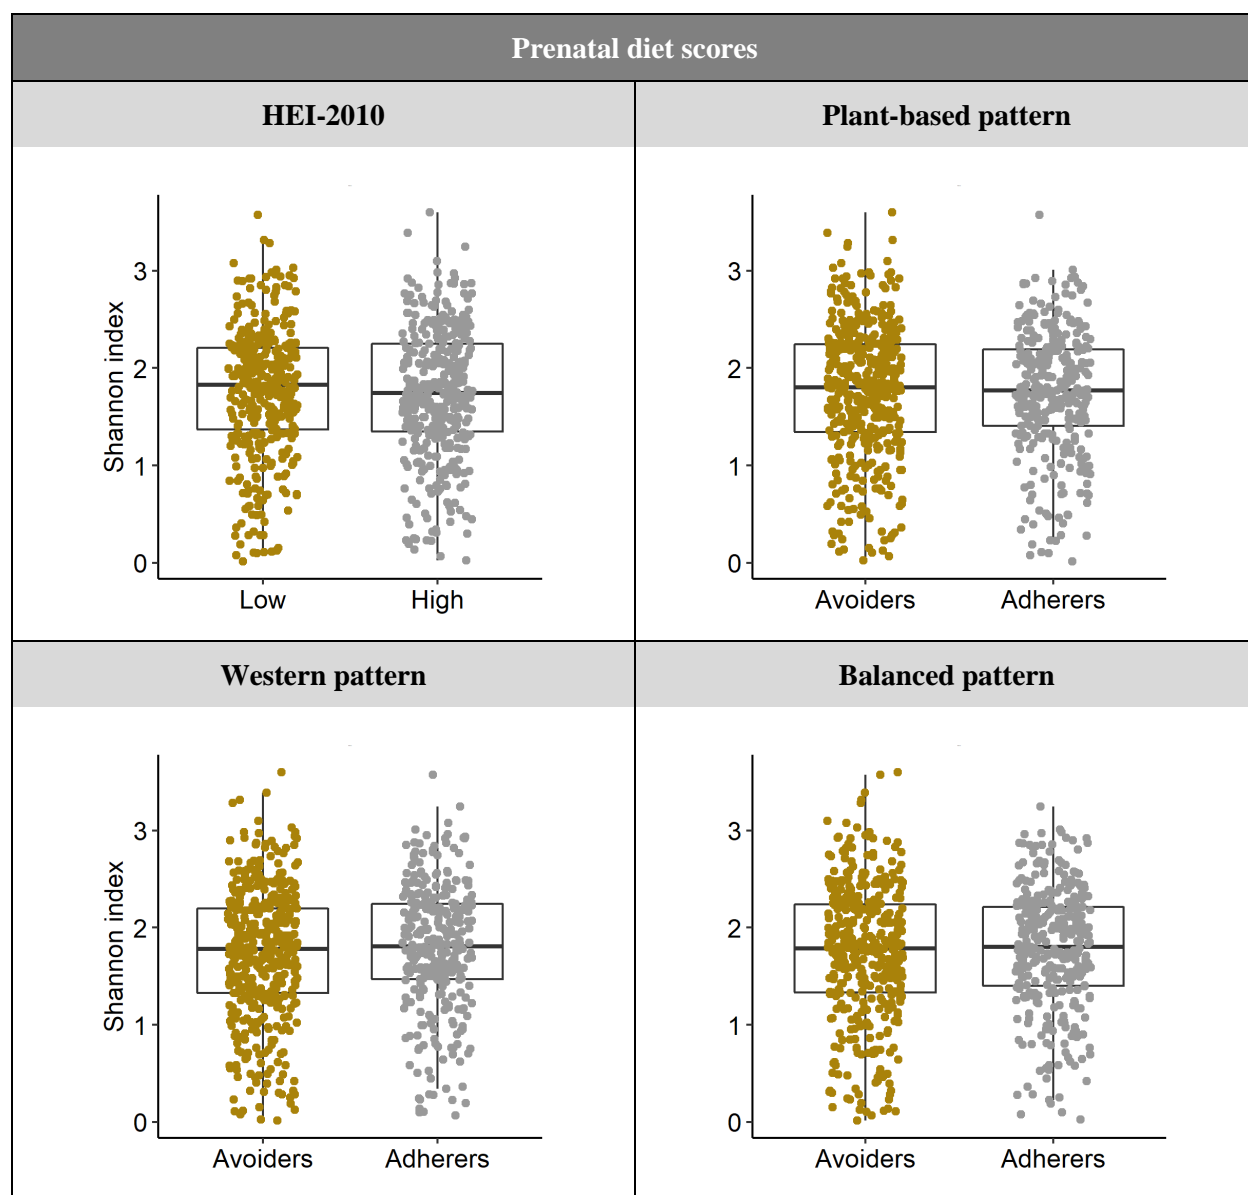 Prenatal diet scores
HEI-2010
Plant-based pattern
Shannon index
3
2
1
0
Low
High
3
2
1
0
Avoiders
Adherers
Western pattern
Balanced pattern
Shannon index
3
2
1
0
Avoiders
Adherers
3
2
1
0
Avoiders
Adherers